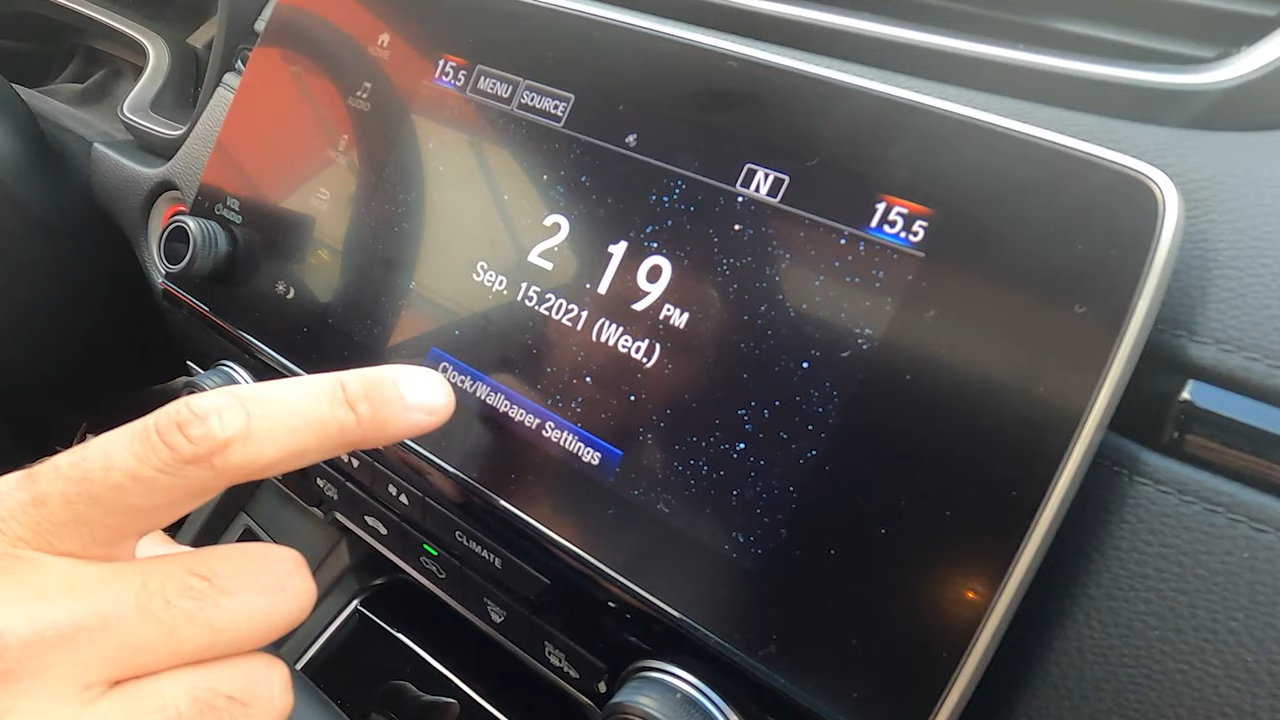 HOME
15.5
MENU
SOURCE
AUDIO
N
15.5
VOL
AUDIO
2 19 PM
Sep. 15.2021 (Wed.)
Clock/Wallpaper Settings
CLIMATE